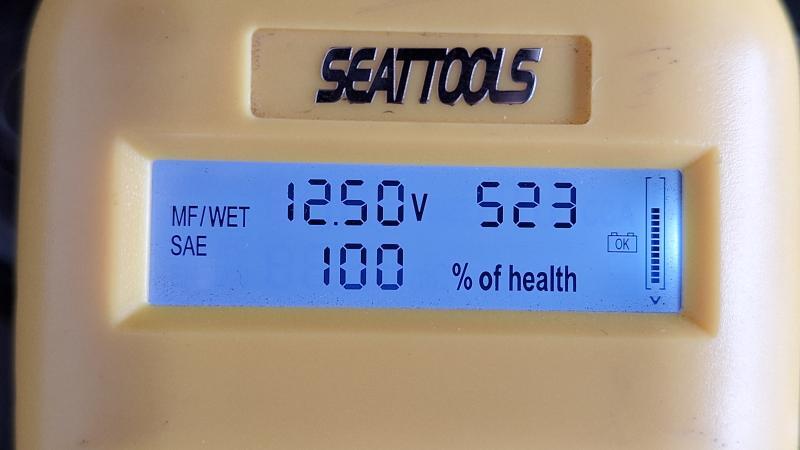 SEATTOOLS
MF/WET 12.50V 523
SAE 100 % of health
OK